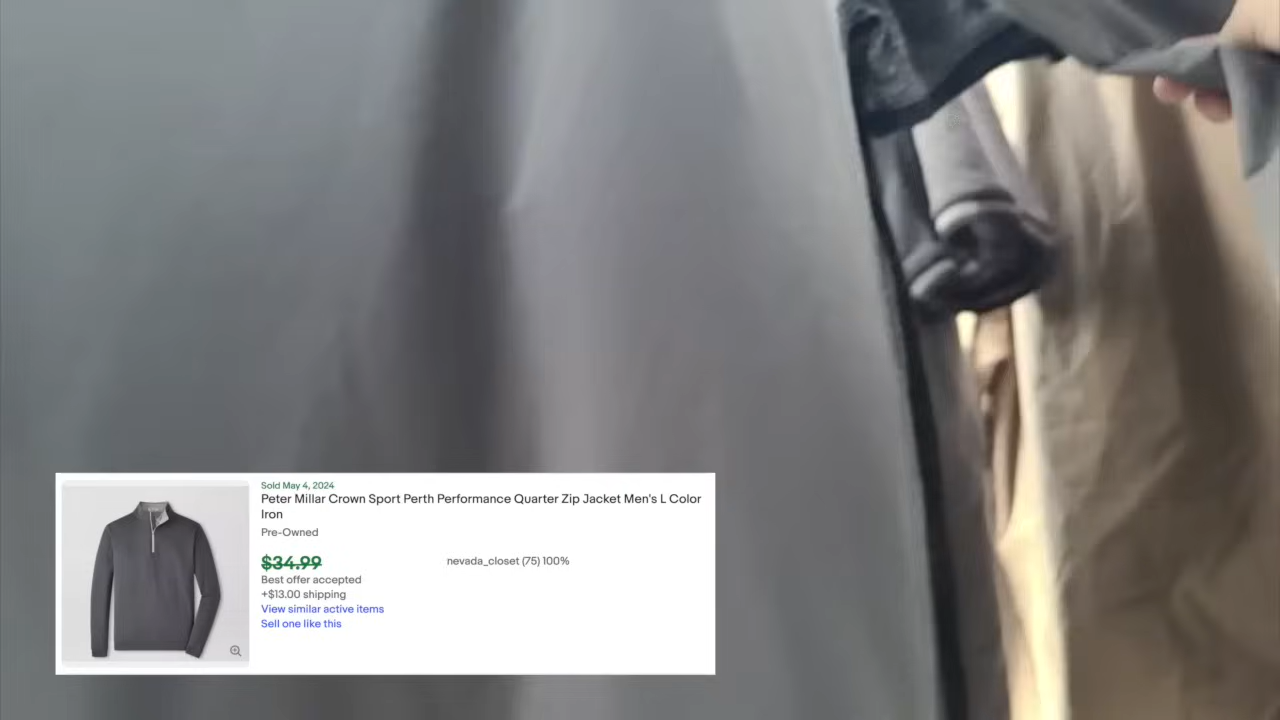 Sold May 4, 2024
Peter Millar Crown Sport Perth Performance Quarter Zip Jacket Men's L Color
Iron
Pre-Owned
$34.99
nevada_closet (75) 100%
Best offer accepted
+$13.00 shipping
View similar active items
Sell one like this